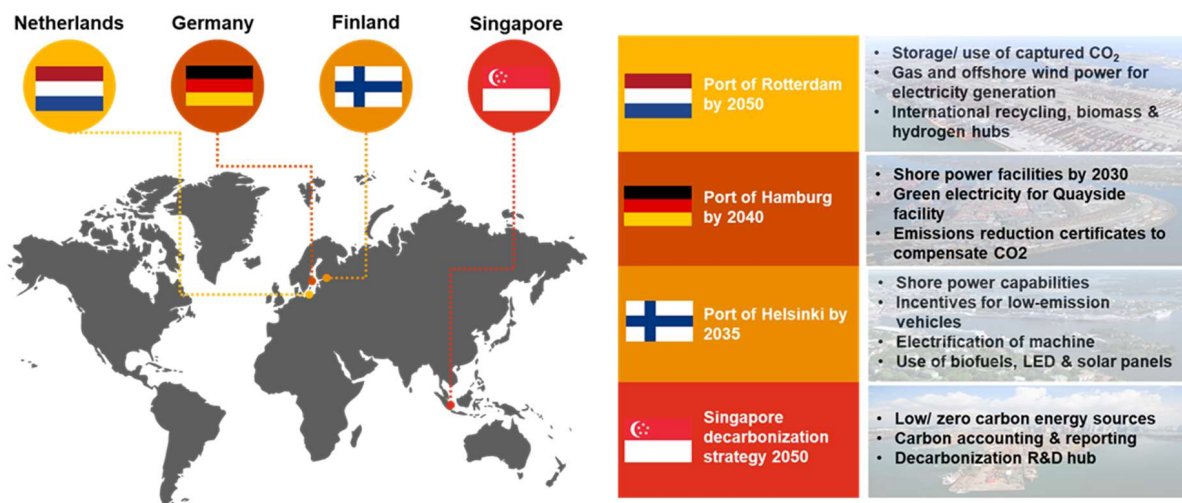 Netherlands
Germany
Finland
Singapore
Port of Rotterdam
by 2050
• Storage/ use of captured CO₂
• Gas and offshore wind power for
electricity generation
• International recycling, biomass &
hydrogen hubs
Port of Hamburg
by 2040
• Shore power facilities by 2030
• Green electricity for Quayside
facility
• Emissions reduction certificates to
compensate CO2
Port of Helsinki by
2035
• Shore power capabilities
• Incentives for low-emission
vehicles
• Electrification of machine
• Use of biofuels, LED & solar panels
Singapore
decarbonization
strategy 2050
• Low/ zero carbon energy sources
• Carbon accounting & reporting
• Decarbonization R&D hub